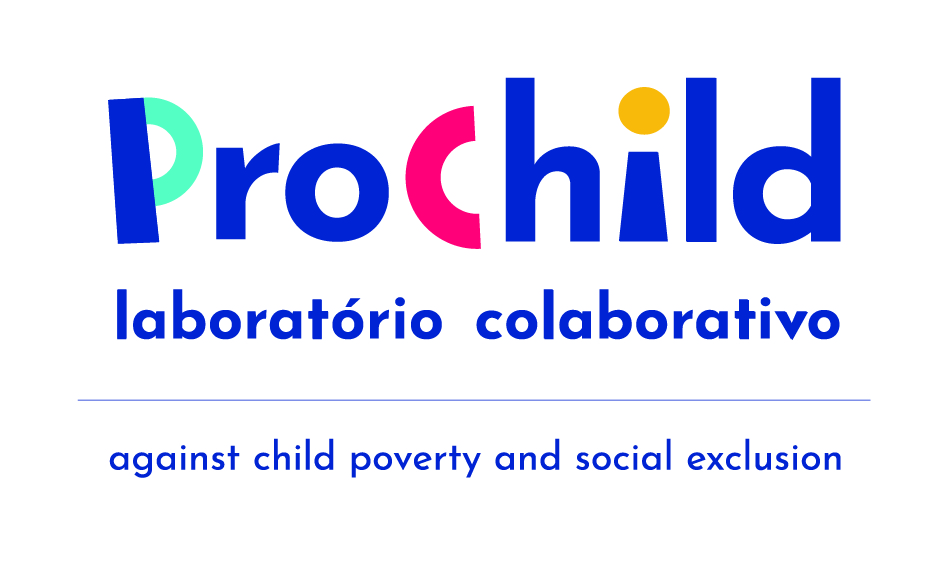 ProChild
laboratório colaborativo
against child poverty and social exclusion